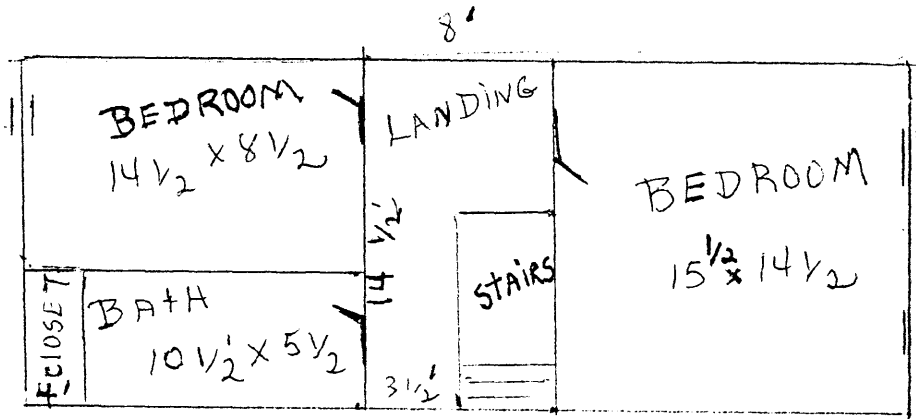 8'
BEDROOM
14 1/2 x 8 1/2
LANDING
14 1/2'
BEDROOM
15 1/2 x 14 1/2
STAIRS
CLOSET
4'
BATH
10 1/2' x 5 1/2
3 1/2'